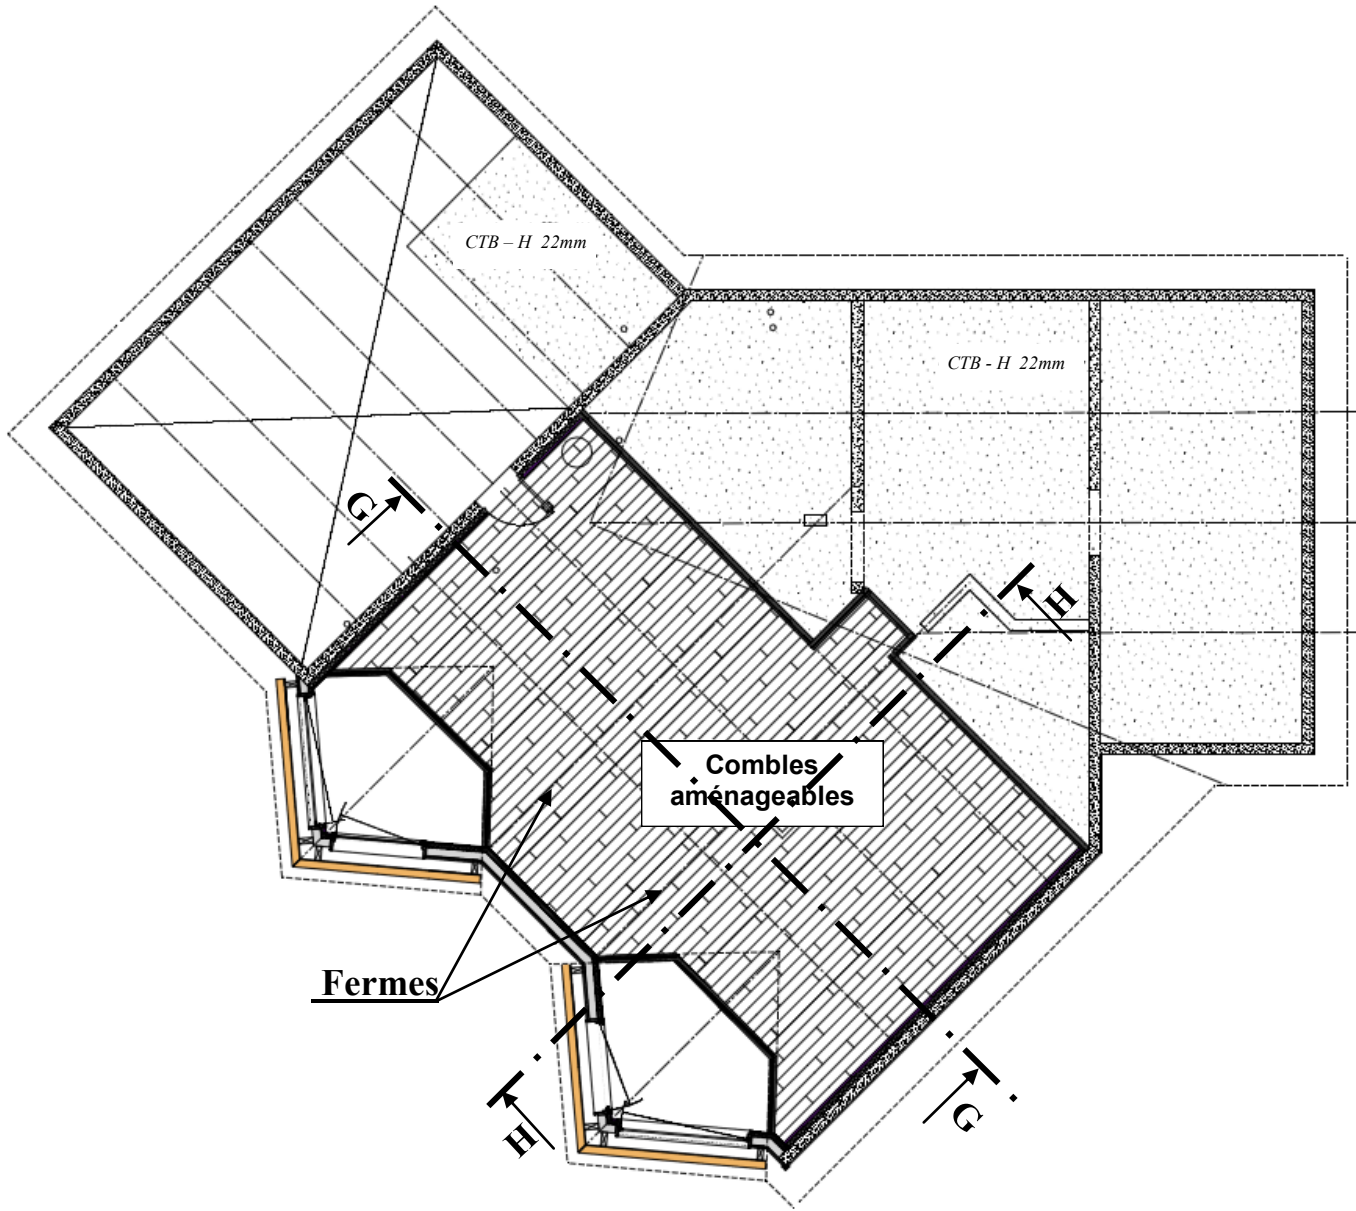 CTB – H 22mm
CTB - H 22mm
G
H
Combles
aménageables
Fermes
H
G